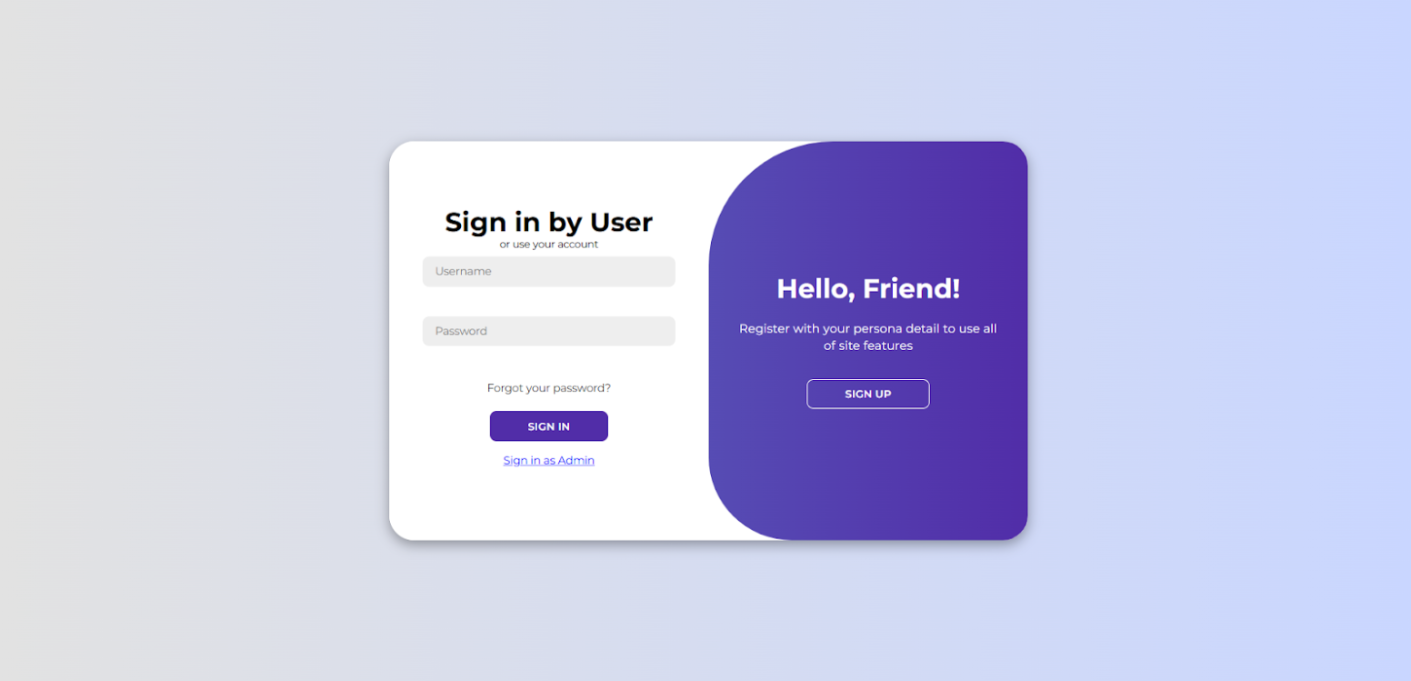 Sign in by User
or use your account
Username
Password
Forgot your password?
SIGN IN
Sign in as Admin
Hello, Friend!
Register with your persona detail to use all
of site features
SIGN UP